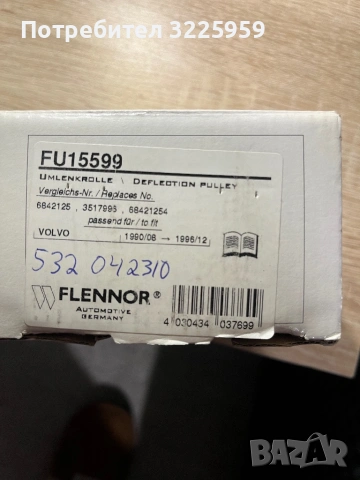 Потребител 3225959
FU15599
UMLENKROLLE \ DEFLECTION PULLEY
Vergleichs-Nr. / Replaces No.
6842125 , 3517995 , 68421254
passend für / to fit
VOLVO 1990/08 → 1996/12
532 042310
FLENNOR®
AUTOMOTIVE
GERMANY
4 030434 037699
BAZAR